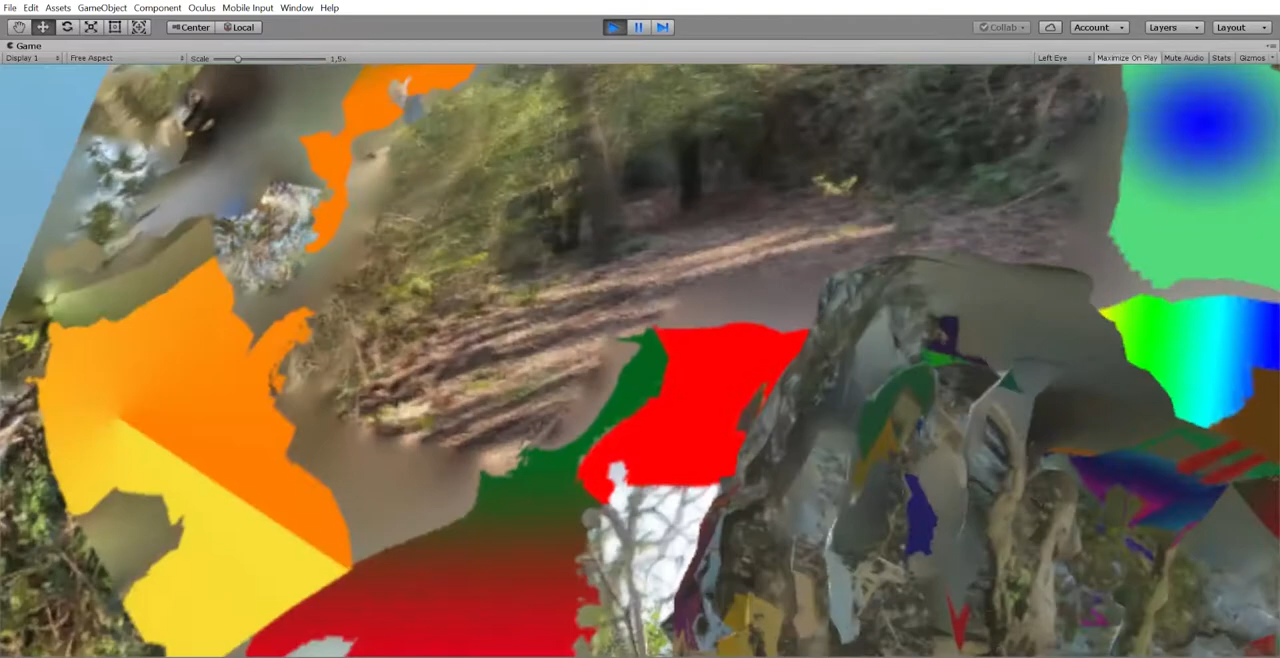 File Edit Assets GameObject Component Oculus Mobile Input Window Help
Center Local Collab Account Layers Layout
Game
Display 1 Free Aspect Scale 1,5x Left Eye Maximize On Play Mute Audio Stats Gizmos